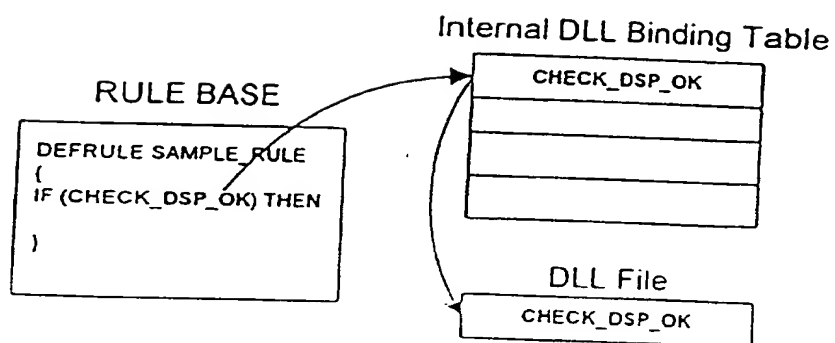 Internal DLL Binding Table
CHECK_DSP_OK
RULE BASE
DEFRULE SAMPLE_RULE
{
IF (CHECK_DSP_OK) THEN
}
DLL File
CHECK_DSP_OK